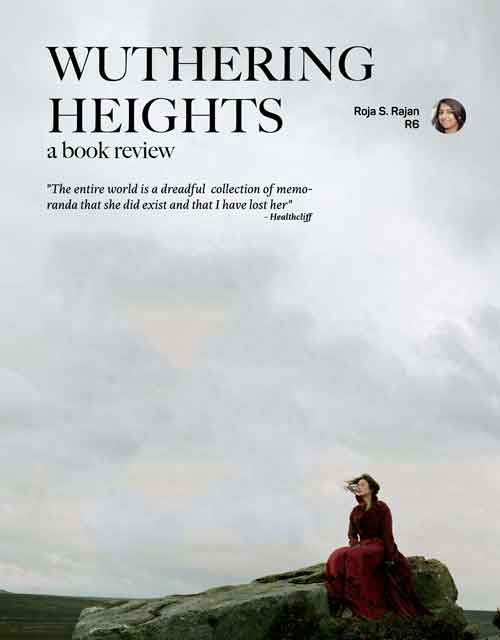 WUTHERING
HEIGHTS
a book review
Roja S. Rajan
R6
"The entire world is a dreadful collection of memo-
randa that she did exist and that I have lost her"
- Healthcliff